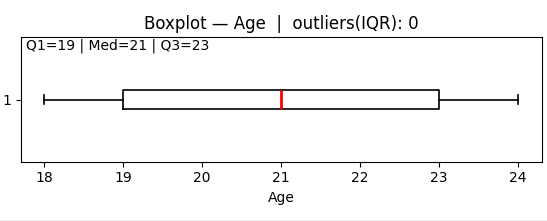 Boxplot — Age  |  outliers(IQR): 0
Q1=19 | Med=21 | Q3=23
1
18 19 20 21 22 23 24
Age